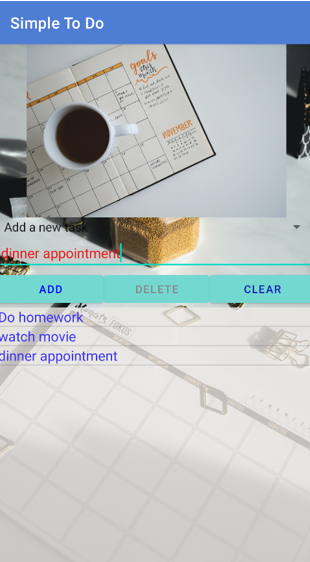 Simple To Do
goals
NOVEMBER
Add a new task
dinner appointment
ADD DELETE CLEAR
Do homework
watch movie
dinner appointment